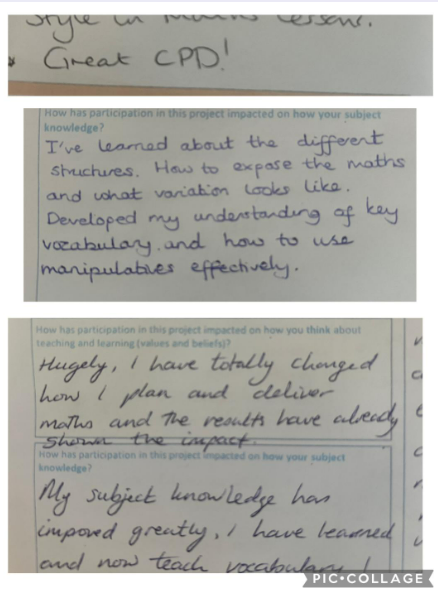 style in Maths lessons.
* Great CPD!
How has participation in this project impacted on how your subject
knowledge?
I've learned about the different
structures. How to expose the maths
and what variation looks like.
Developed my understanding of key
vocabulary and how to use
manipulatives effectively.
How has participation in this project impacted on how you think about
teaching and learning (values and beliefs)?
Hugely, I have totally changed
how I plan and deliver
maths and the results have already
shown the impact.
How has participation in this project impacted on how your subject
knowledge?
My subject knowledge has
impoved greatly, I have learned
and now teach vocabulary. I
PIC•COLLAGE